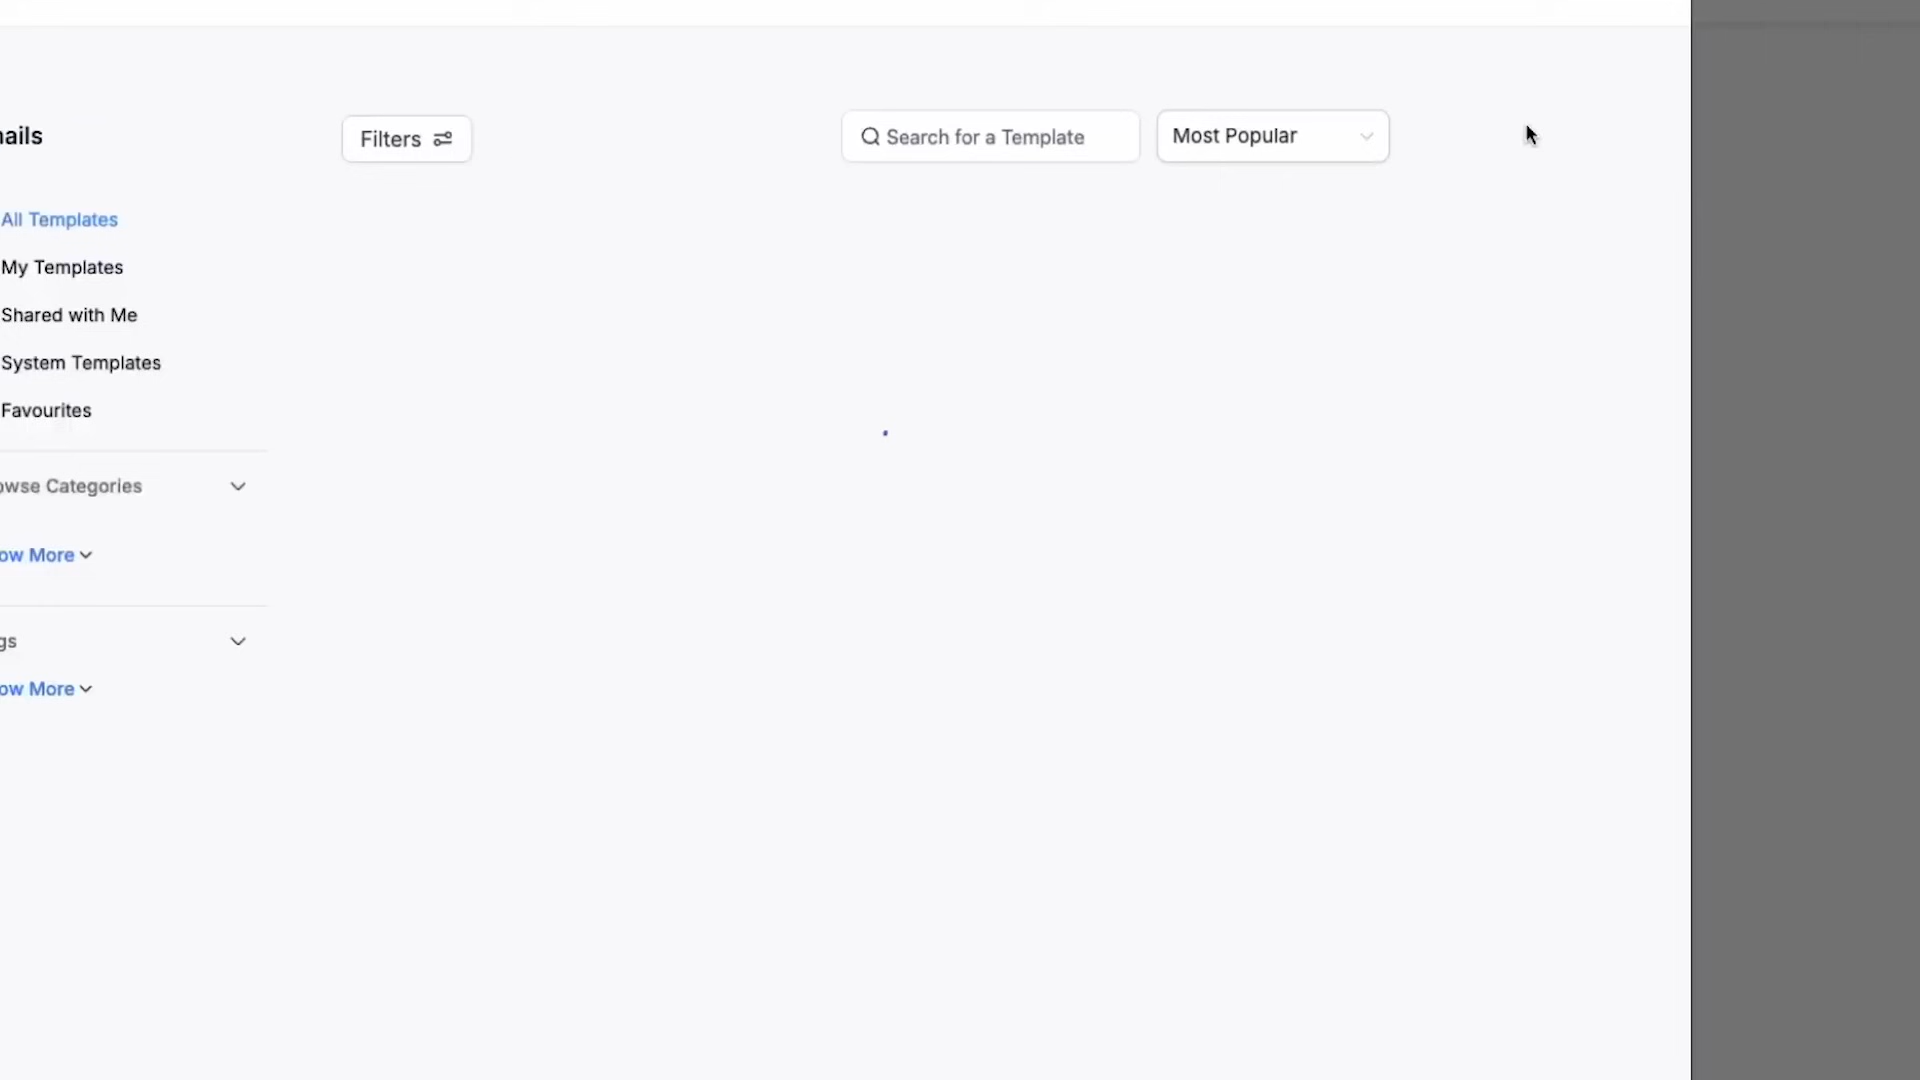 ails
Filters
Search for a Template
Most Popular
All Templates
My Templates
Shared with Me
System Templates
Favourites
owse Categories
ow More
gs
ow More